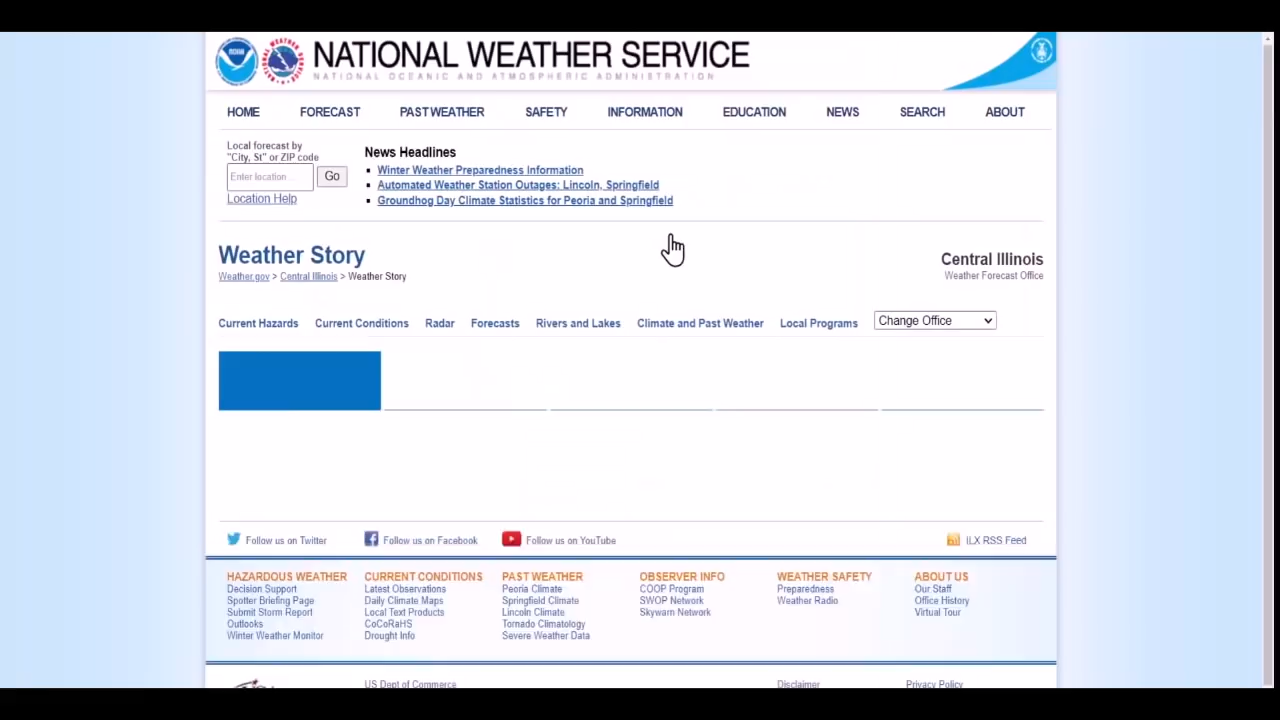 NOAA
NATIONAL WEATHER SERVICE
NATIONAL OCEANIC AND ATMOSPHERIC ADMINISTRATION
HOME FORECAST PAST WEATHER SAFETY INFORMATION EDUCATION NEWS SEARCH ABOUT
Local forecast by
"City, St" or ZIP code
Enter location ...
Go
Location Help
News Headlines
Winter Weather Preparedness Information
Automated Weather Station Outages: Lincoln, Springfield
Groundhog Day Climate Statistics for Peoria and Springfield
Weather Story
Weather.gov > Central Illinois > Weather Story
Central Illinois
Weather Forecast Office
Current Hazards Current Conditions Radar Forecasts Rivers and Lakes Climate and Past Weather Local Programs Change Office
Follow us on Twitter Follow us on Facebook Follow us on YouTube ILX RSS Feed
HAZARDOUS WEATHER
Decision Support
Spotter Briefing Page
Submit Storm Report
Outlooks
Winter Weather Monitor
CURRENT CONDITIONS
Latest Observations
Daily Climate Maps
Local Text Products
CoCoRaHS
Drought Info
PAST WEATHER
Peoria Climate
Springfield Climate
Lincoln Climate
Tornado Climatology
Severe Weather Data
OBSERVER INFO
COOP Program
SWOP Network
Skywarn Network
WEATHER SAFETY
Preparedness
Weather Radio
ABOUT US
Our Staff
Office History
Virtual Tour
US Dept of Commerce Disclaimer Privacy Policy